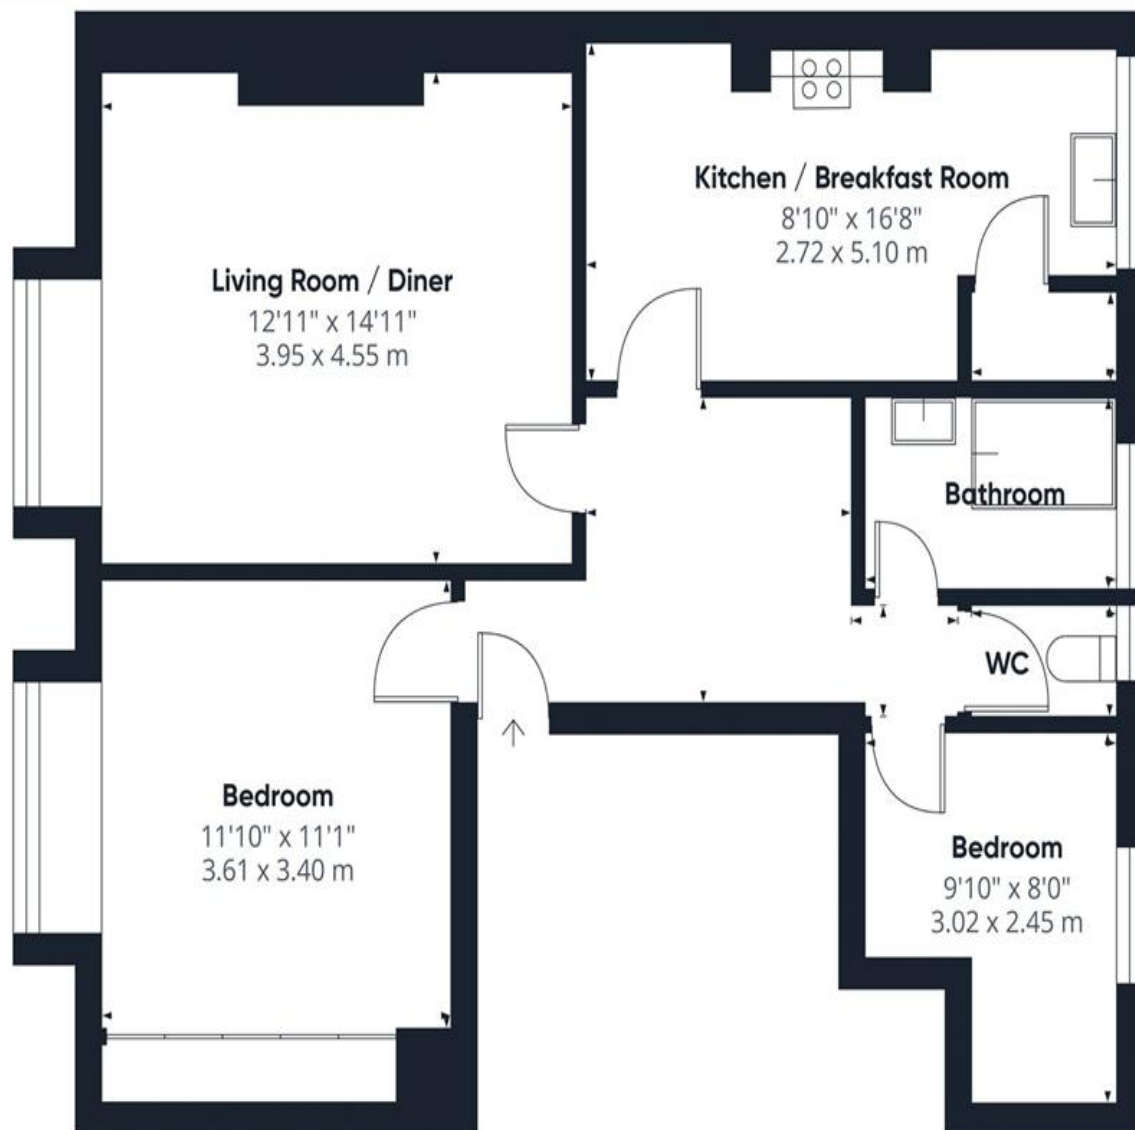 Kitchen / Breakfast Room
8'10" x 16'8"
2.72 x 5.10 m
Living Room / Diner
12'11" x 14'11"
3.95 x 4.55 m
Bathroom
WC
Bedroom
11'10" x 11'1"
3.61 x 3.40 m
Bedroom
9'10" x 8'0"
3.02 x 2.45 m